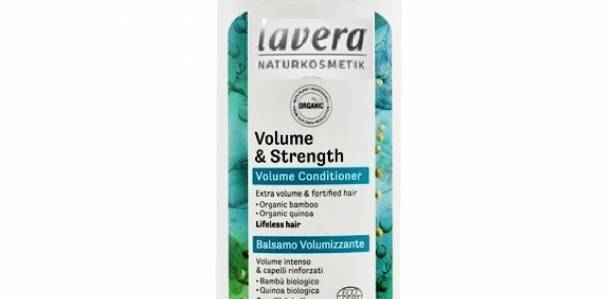 lavera
NATURKOSMETIK
ORGANIC
Volume
& Strength
Volume Conditioner
Extra volume & fortified hair
• Organic bamboo
• Organic quinoa
Lifeless hair
Balsamo Volumizzante
Volume intenso
& capelli rinforzati
• Bambù biologico
• Quinoa biologica
ECO